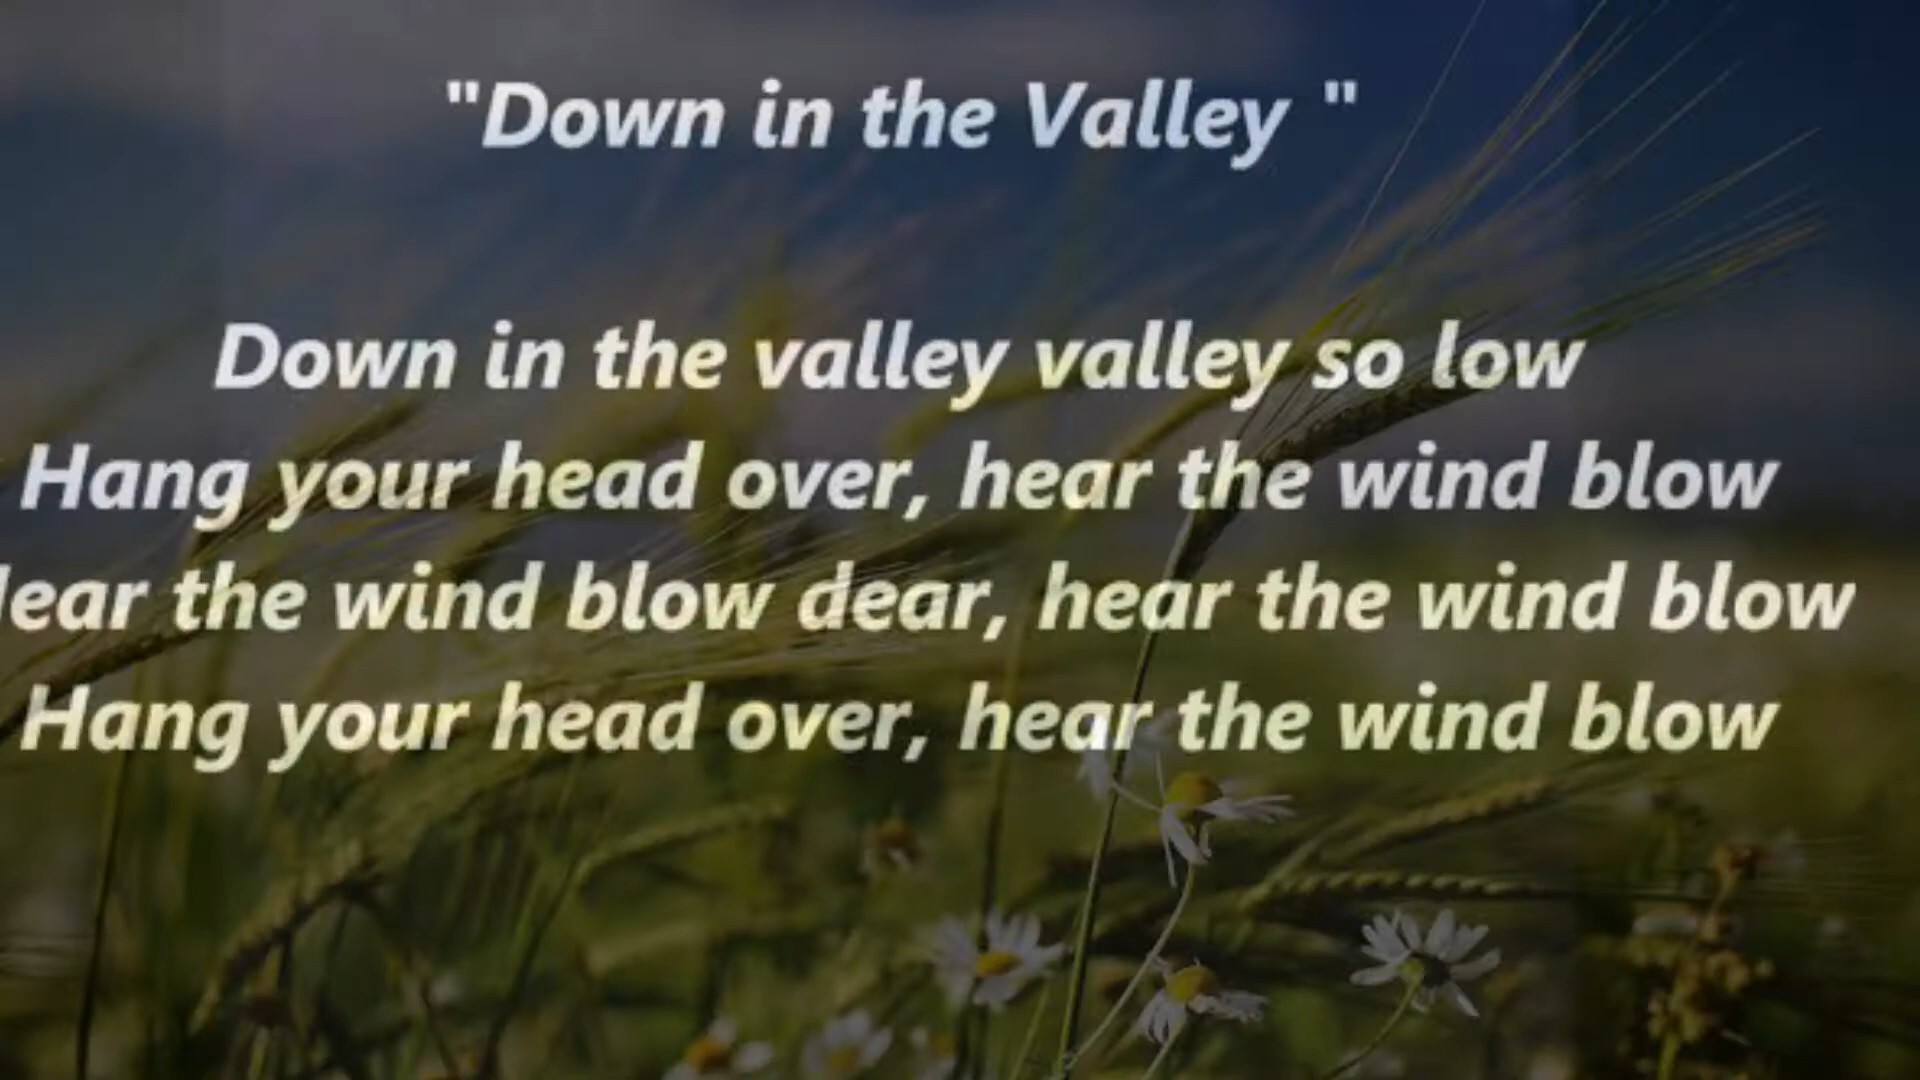 "Down in the Valley "
Down in the valley valley so low
Hang your head over, hear the wind blow
ear the wind blow dear, hear the wind blow
Hang your head over, hear the wind blow